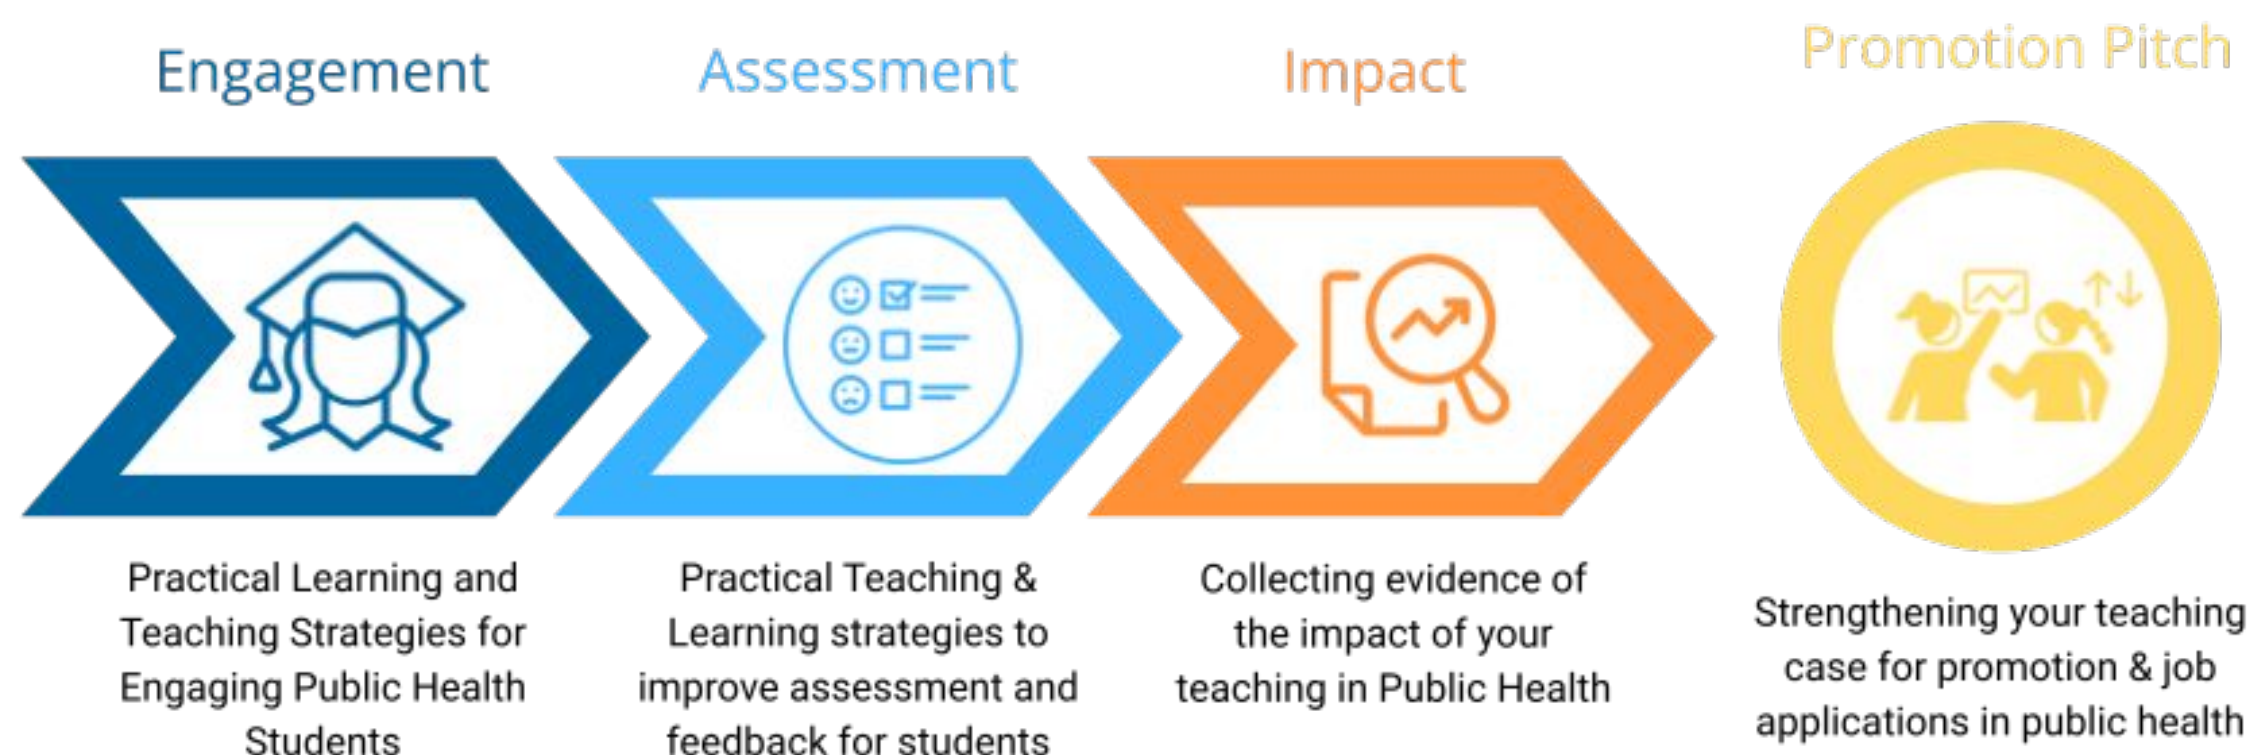 Engagement
Practical Learning and
Teaching Strategies for
Engaging Public Health
Students
Assessment
Practical Teaching &
Learning strategies to
improve assessment and
feedback for students
Impact
Collecting evidence of
the impact of your
teaching in Public Health
Promotion Pitch
Strengthening your teaching
case for promotion & job
applications in public health